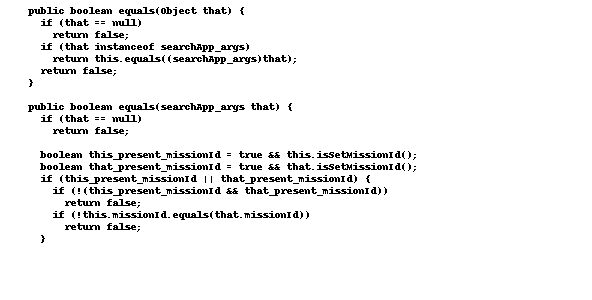 public boolean equals(Object that) {
if (that == null)
return false;
if (that instanceof searchApp_args)
return this.equals((searchApp_args)that);
return false;
}
public boolean equals(searchApp_args that) {
if (that == null)
return false;
boolean this_present_missionId = true && this.isSetMissionId();
boolean that_present_missionId = true && that.isSetMissionId();
if (this_present_missionId || that_present_missionId) {
if (!(this_present_missionId && that_present_missionId))
return false;
if (!this.missionId.equals(that.missionId))
return false;
}